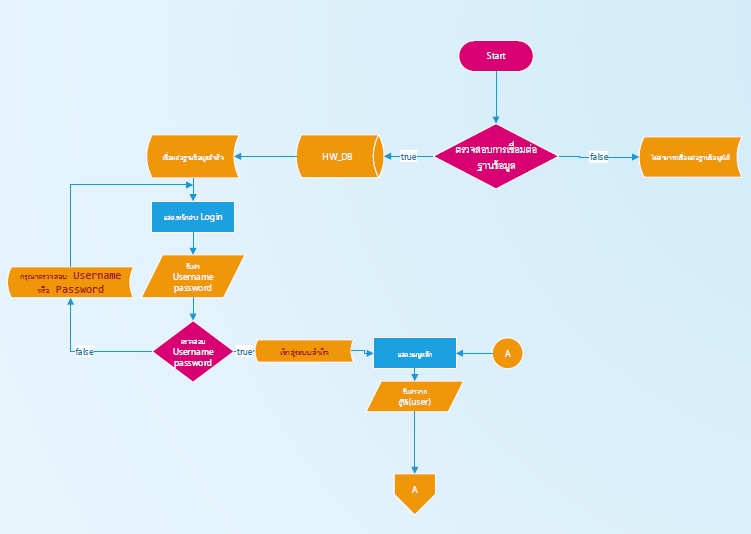 Start
ตรวจสอบการเชื่อมต่อ
ฐานข้อมูล
true
false
HW_DB
เชื่อมต่อฐานข้อมูลสำเร็จ
ไม่สามารถเชื่อมต่อฐานข้อมูลได้
แสดงหน้าต่าง Login
รับค่า
Username
password
กรุณาตรวจสอบ Username
หรือ Password
ตรวจสอบ
Username
password
false
true
เข้าสู่ระบบสำเร็จ
แสดงเมนูหลัก
A
รับค่าจาก
ผู้ใช้(user)
A